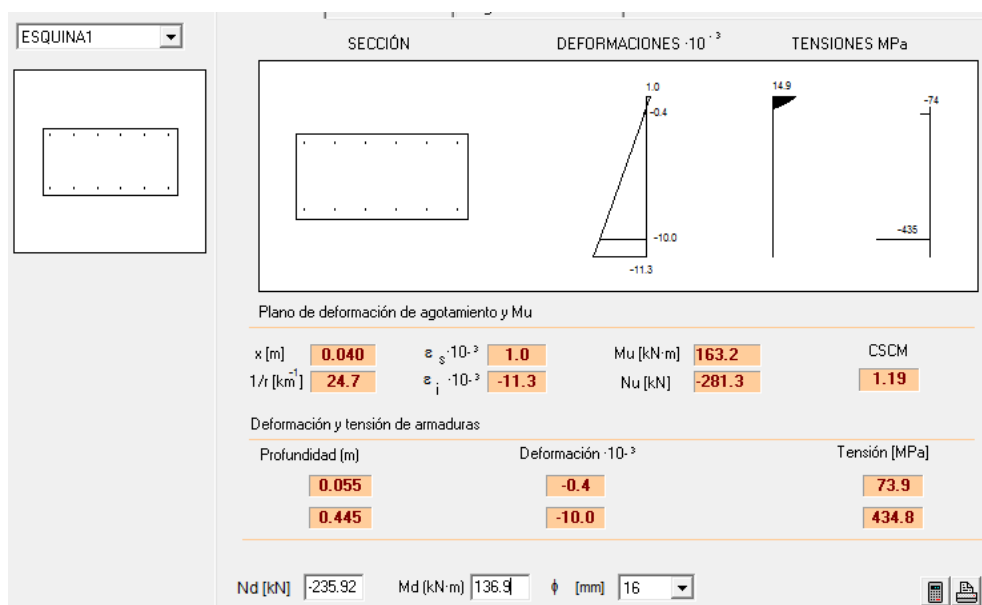 ESQUINA1
SECCIÓN DEFORMACIONES ·10⁻³ TENSIONES MPa
1.0
-0.4
-10.0
-11.3
14.9
-74
-435
Plano de deformación de agotamiento y Mu
x [m] 0.040 ε s ·10-³ 1.0 Mu [kN·m] 163.2 CSCM
1/r [km⁻¹] 24.7 ε i ·10-³ -11.3 Nu [kN] -281.3 1.19
Deformación y tensión de armaduras
Profundidad (m) Deformación ·10-³ Tensión [MPa]
0.055 -0.4 73.9
0.445 -10.0 434.8
Nd [kN] -235.92 Md (kN·m) 136.9 ϕ [mm] 16